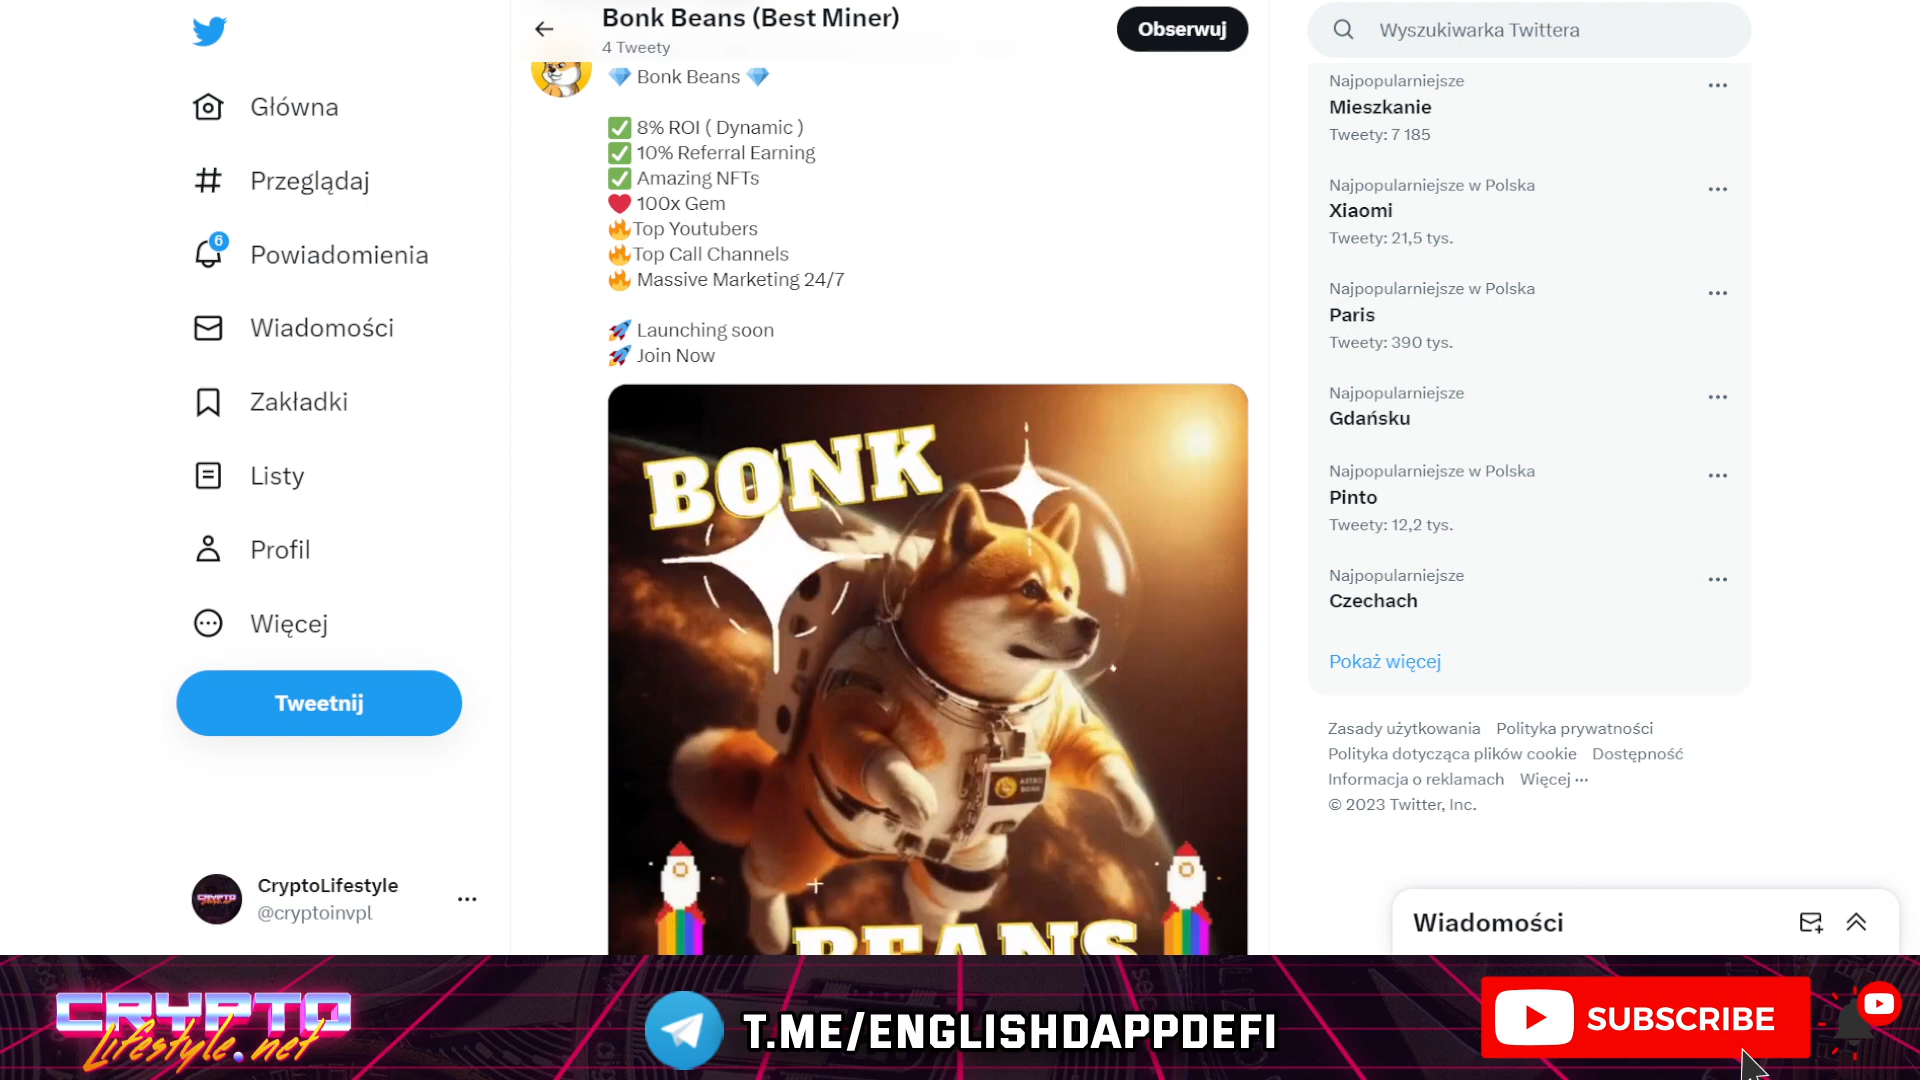 Bonk Beans (Best Miner)
4 Tweety
Obserwuj
Wyszukiwarka Twittera
Główna
Przeglądaj
6
Powiadomienia
Wiadomości
Zakładki
Listy
Profil
Więcej
Tweetnij
CryptoLifestyle
@cryptoinvpl
💎 Bonk Beans 💎
✅ 8% ROI ( Dynamic )
✅ 10% Referral Earning
✅ Amazing NFTs
❤️ 100x Gem
🔥Top Youtubers
🔥Top Call Channels
🔥 Massive Marketing 24/7
🚀 Launching soon
🚀 Join Now
BONK
ASTRO
BONK
BEANS
Najpopularniejsze
Mieszkanie
Tweety: 7 185
Najpopularniejsze w Polska
Xiaomi
Tweety: 21,5 tys.
Najpopularniejsze w Polska
Paris
Tweety: 390 tys.
Najpopularniejsze
Gdańsku
Najpopularniejsze w Polska
Pinto
Tweety: 12,2 tys.
Najpopularniejsze
Czechach
Pokaż więcej
Zasady użytkowania Polityka prywatności
Polityka dotycząca plików cookie Dostępność
Informacja o reklamach Więcej ···
© 2023 Twitter, Inc.
Wiadomości
CRYPTO
Lifestyle.net
T.ME/ENGLISHDAPPDEFI
SUBSCRIBE